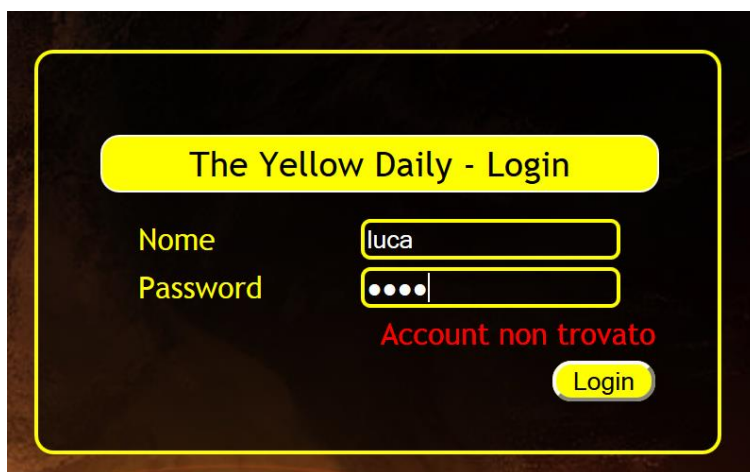 The Yellow Daily - Login
Nome luca
Password ●●●●
Account non trovato
Login